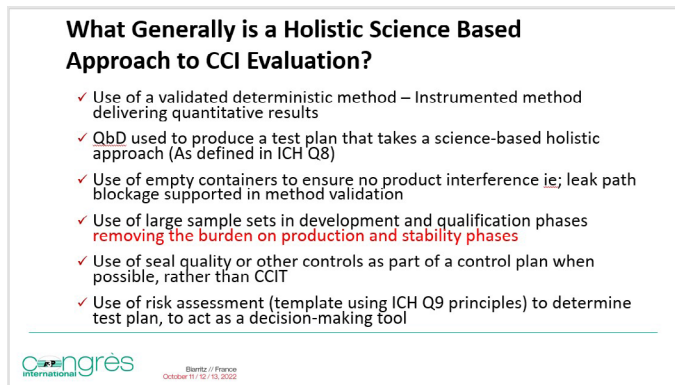 What Generally is a Holistic Science Based
Approach to CCI Evaluation?
✓ Use of a validated deterministic method – Instrumented method
delivering quantitative results
✓ QbD used to produce a test plan that takes a science-based holistic
approach (As defined in ICH Q8)
✓ Use of empty containers to ensure no product interference ie; leak path
blockage supported in method validation
✓ Use of large sample sets in development and qualification phases
removing the burden on production and stability phases
✓ Use of seal quality or other controls as part of a control plan when
possible, rather than CCIT
✓ Use of risk assessment (template using ICH Q9 principles) to determine
test plan, to act as a decision-making tool
congrès
international
Biarritz // France
October 11 / 12 / 13, 2022